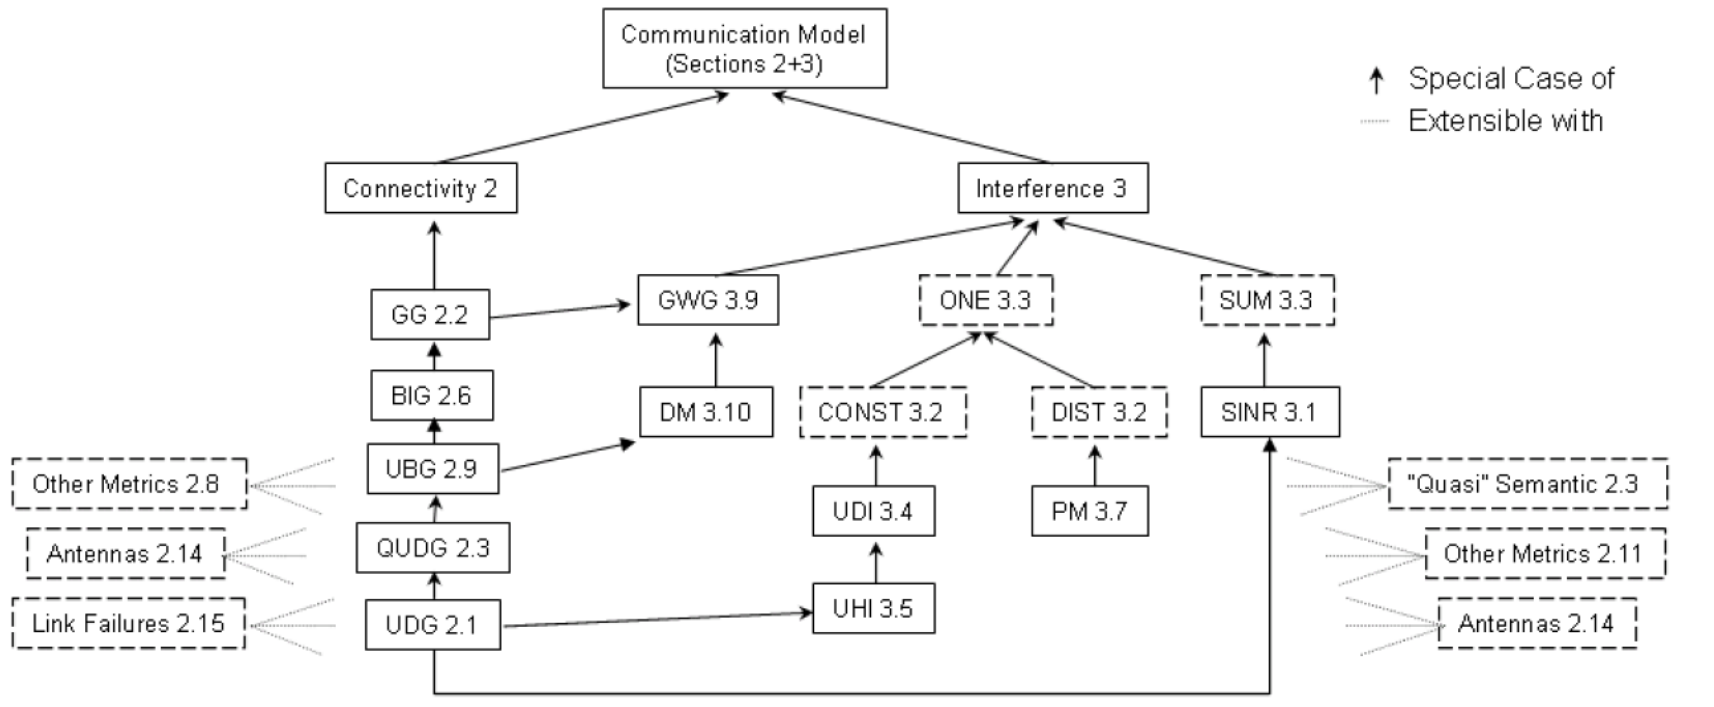 Communication Model
(Sections 2+3)
Special Case of
Extensible with
Connectivity 2
Interference 3
GG 2.2
GWG 3.9
ONE 3.3
SUM 3.3
BIG 2.6
DM 3.10
CONST 3.2
DIST 3.2
SINR 3.1
Other Metrics 2.8
UBG 2.9
"Quasi" Semantic 2.3
UDI 3.4
PM 3.7
Antennas 2.14
QUDG 2.3
Other Metrics 2.11
Link Failures 2.15
UDG 2.1
UHI 3.5
Antennas 2.14